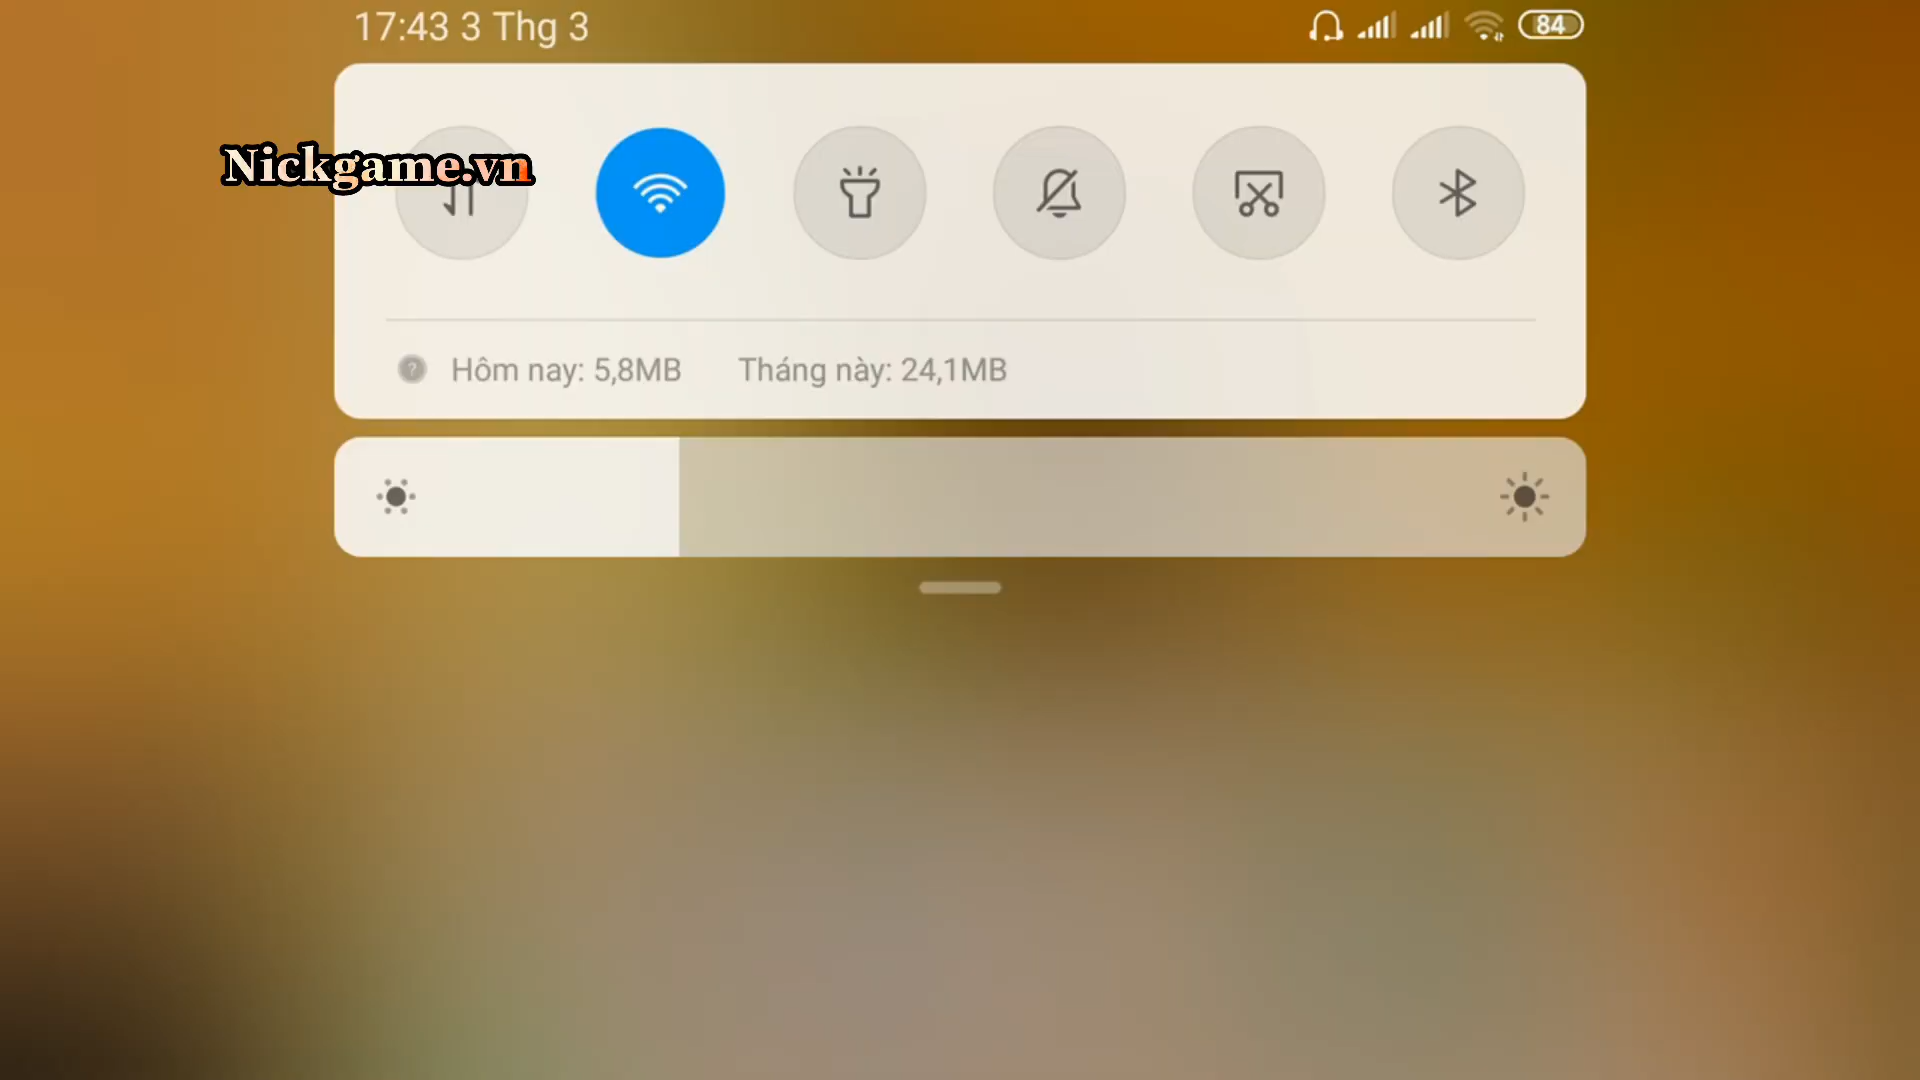 17:43 3 Thg 3
84
Nickgame.vn
Hôm nay: 5,8MB
Tháng này: 24,1MB